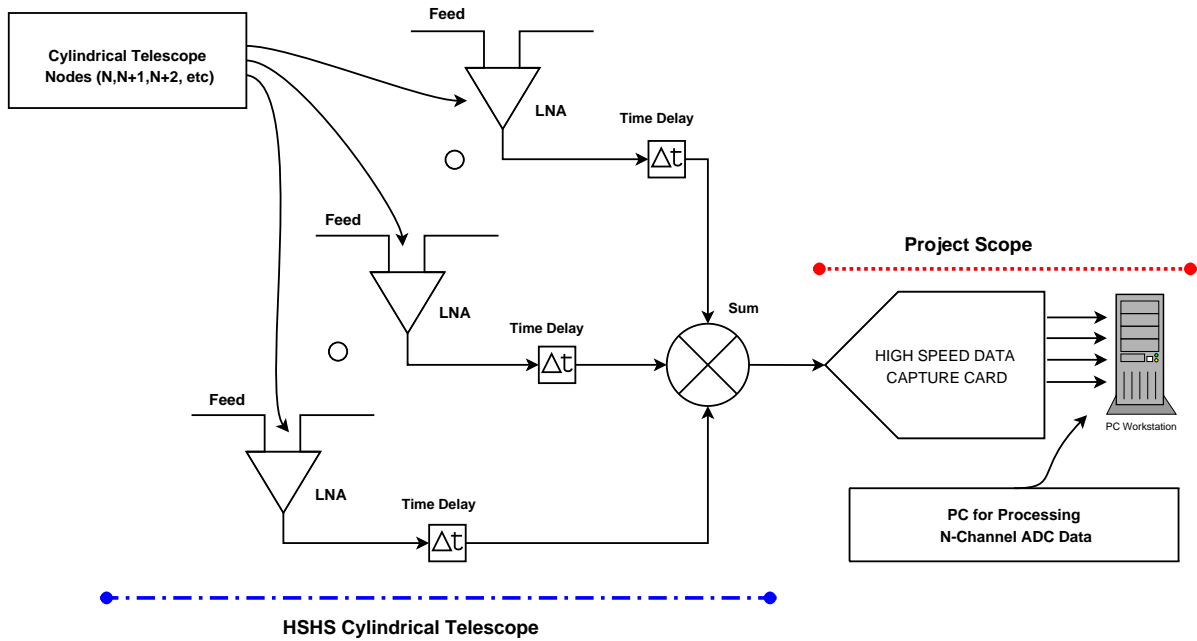 Feed
Cylindrical Telescope
Nodes (N,N+1,N+2, etc)
LNA
Time Delay
Δt
Feed
LNA
Time Delay
Δt
Sum
Project Scope
HIGH SPEED DATA
CAPTURE CARD
PC Workstation
Feed
LNA
Time Delay
Δt
PC for Processing
N-Channel ADC Data
HSHS Cylindrical Telescope